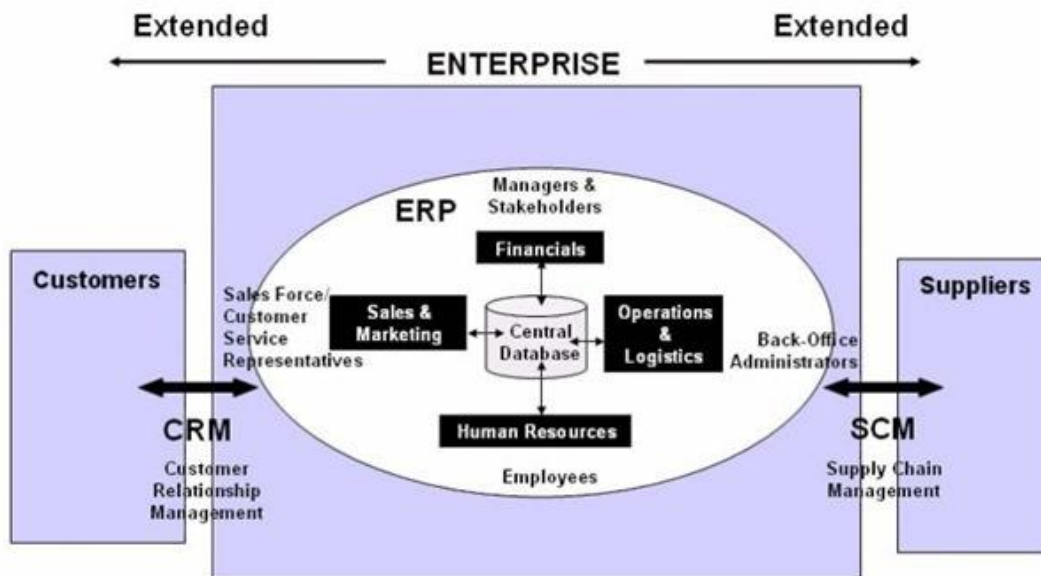 Extended
Extended
ENTERPRISE
Managers &
Stakeholders
ERP
Financials
Customers
Suppliers
Sales Force/
Customer
Service
Representatives
Sales &
Marketing
Central
Database
Operations
&
Logistics
Back-Office
Administrators
CRM
Customer
Relationship
Management
Human Resources
Employees
SCM
Supply Chain
Management